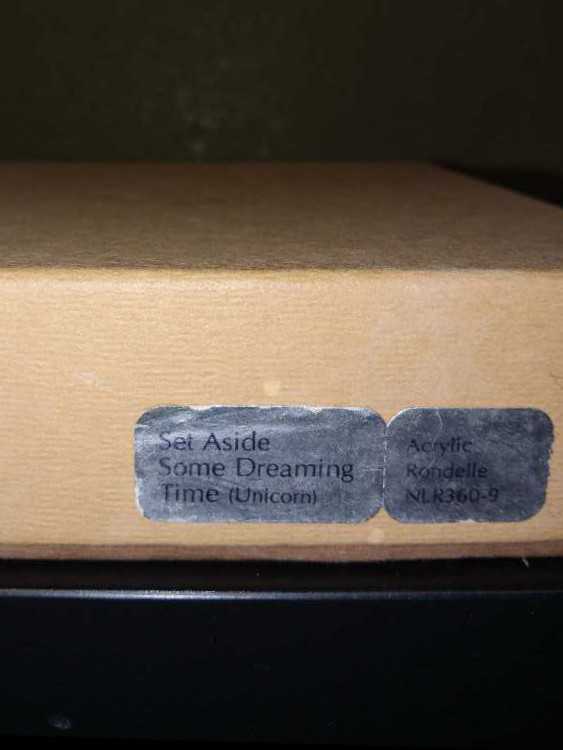 Set Aside
Some Dreaming
Time (Unicorn)
Acrylic
Rondelle
NLR360-9